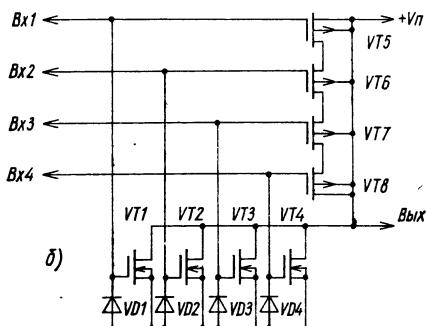 Вх1
+Vп
VT5
Вх2
VT6
Вх3
VT7
Вх4
VT8
VT1 VT2 VT3 VT4
Вых
б)
VD1 VD2 VD3 VD4